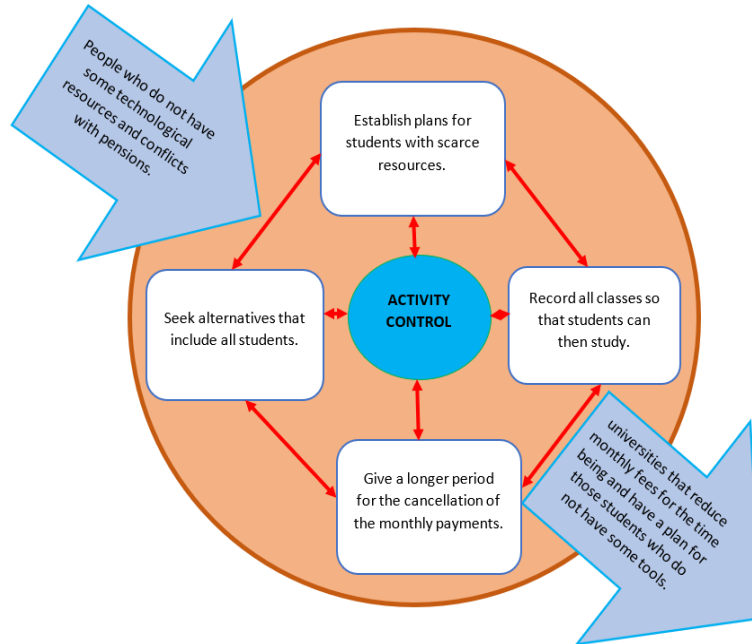 People who do not have
some technological
resources and conflicts
with pensions.
Establish plans for
students with scarce
resources.
Seek alternatives that
include all students.
ACTIVITY
CONTROL
Record all classes so
that students can
then study.
Give a longer period
for the cancellation of
the monthly payments.
universities that reduce
monthly fees for the time
being and have a plan for
those students who do
not have some tools.